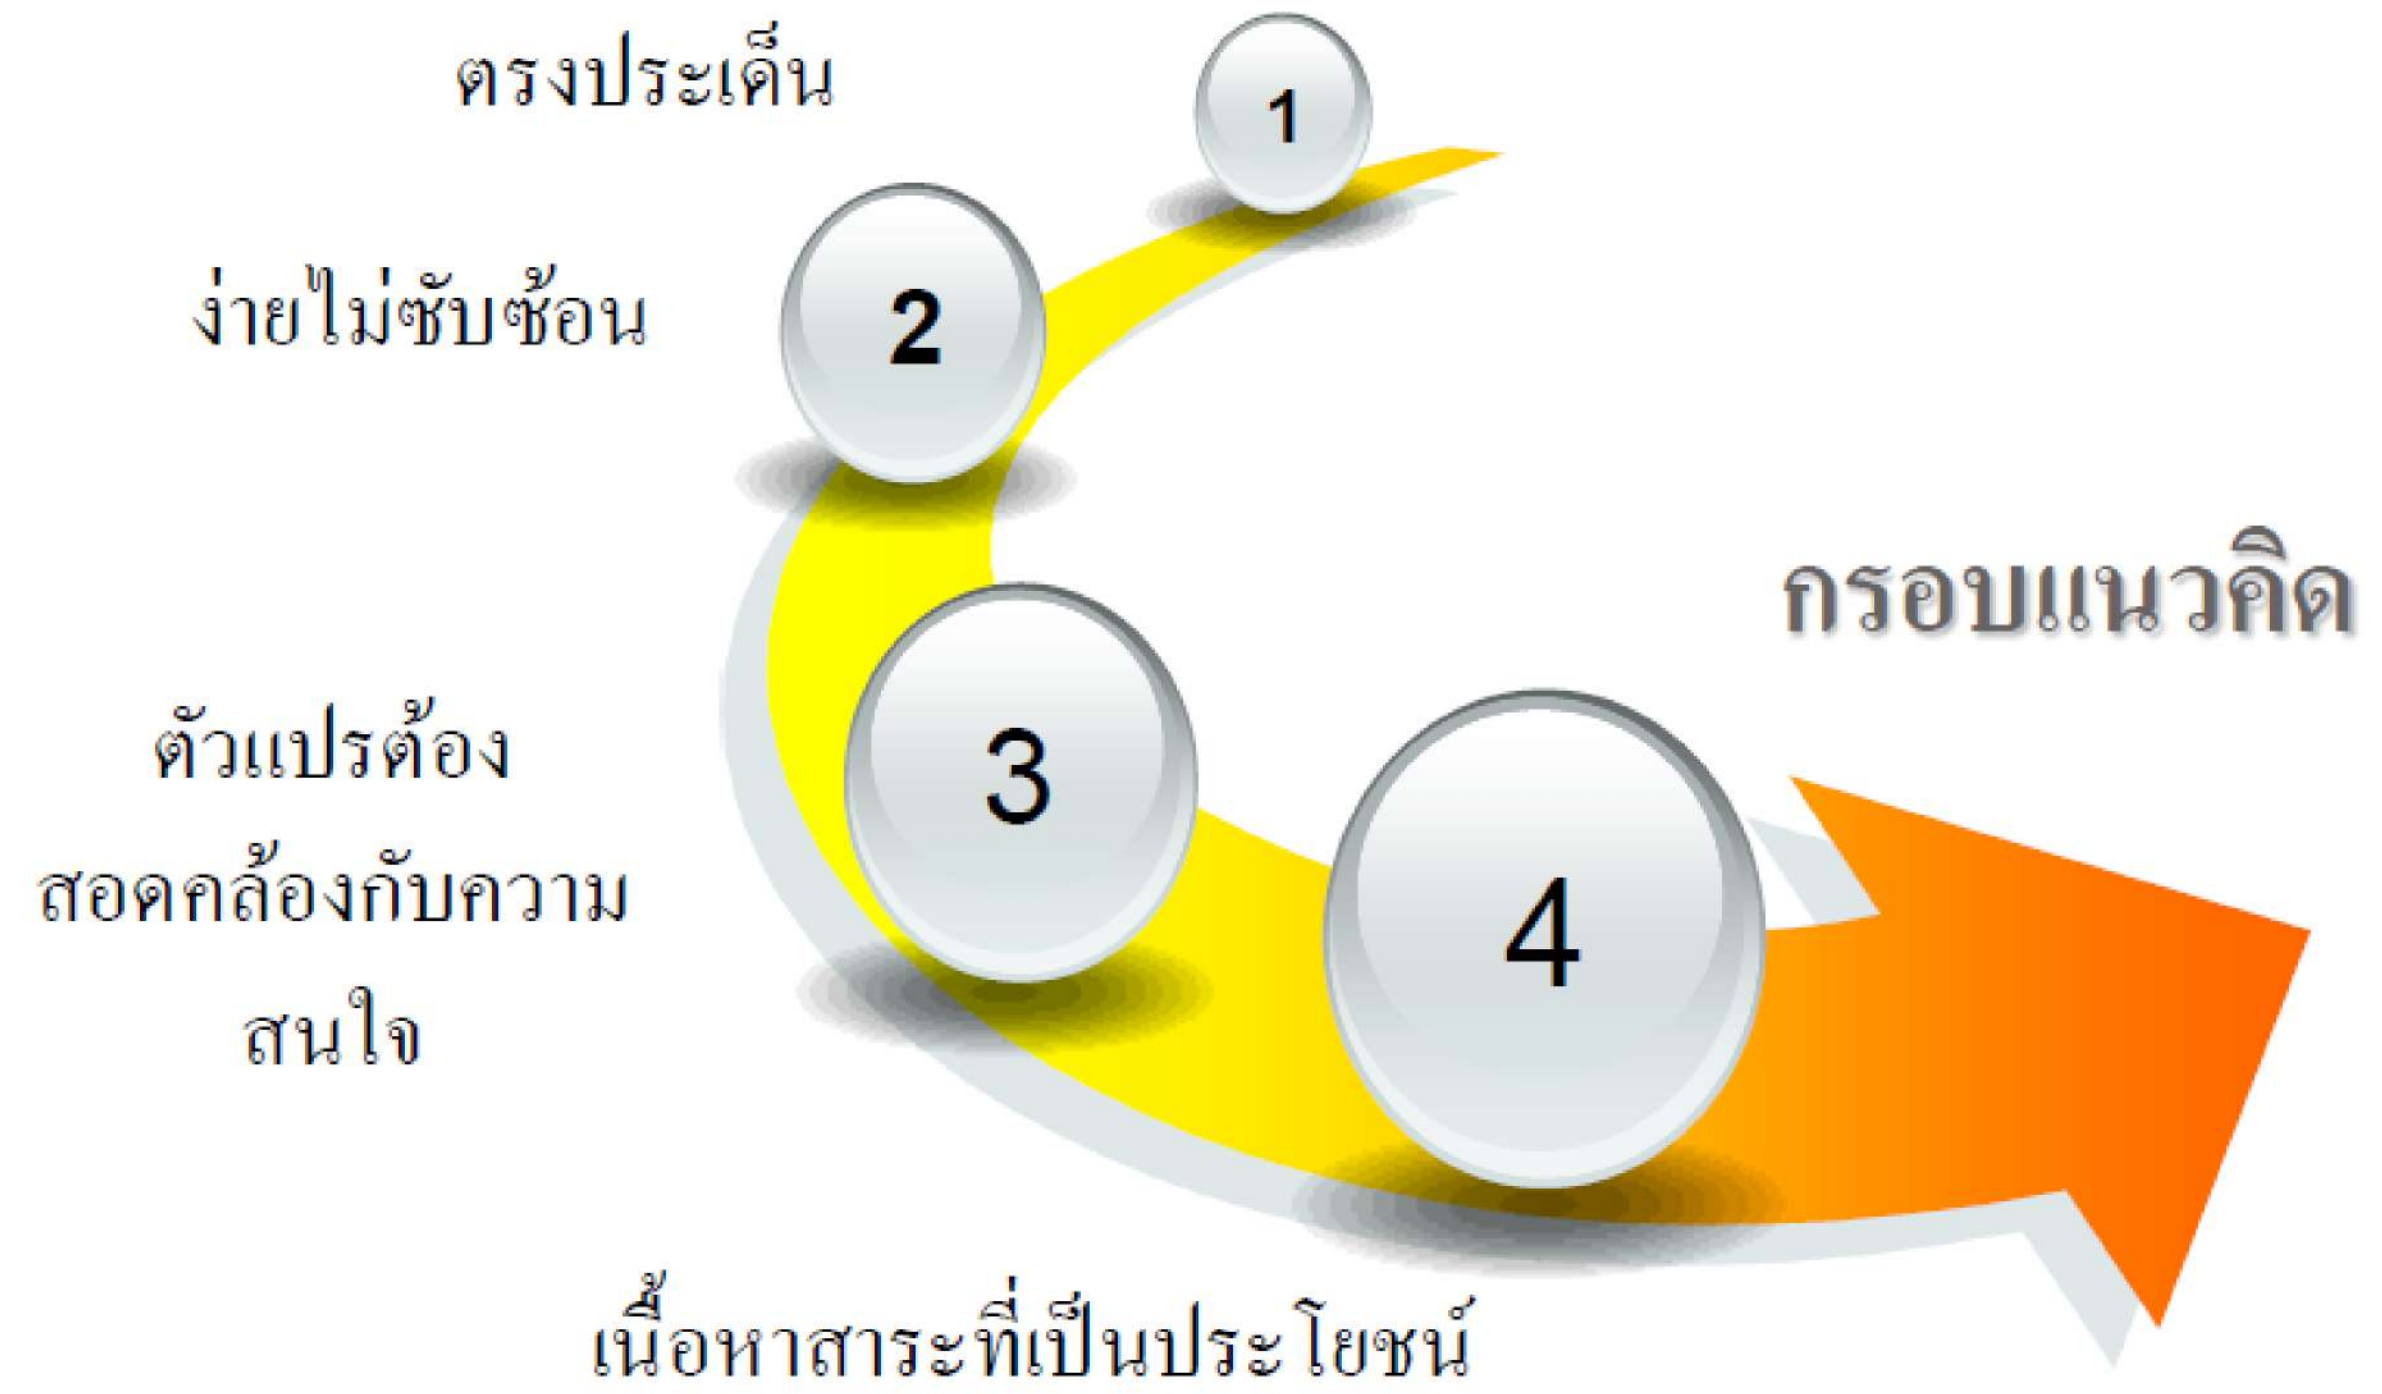 ตรงประเด็น
1
ง่ายไม่ซับซ้อน
2
กรอบแนวคิด
ตัวแปรต้อง
สอดคล้องกับความ
สนใจ
3
4
เนื้อหาสาระที่เป็นประโยชน์